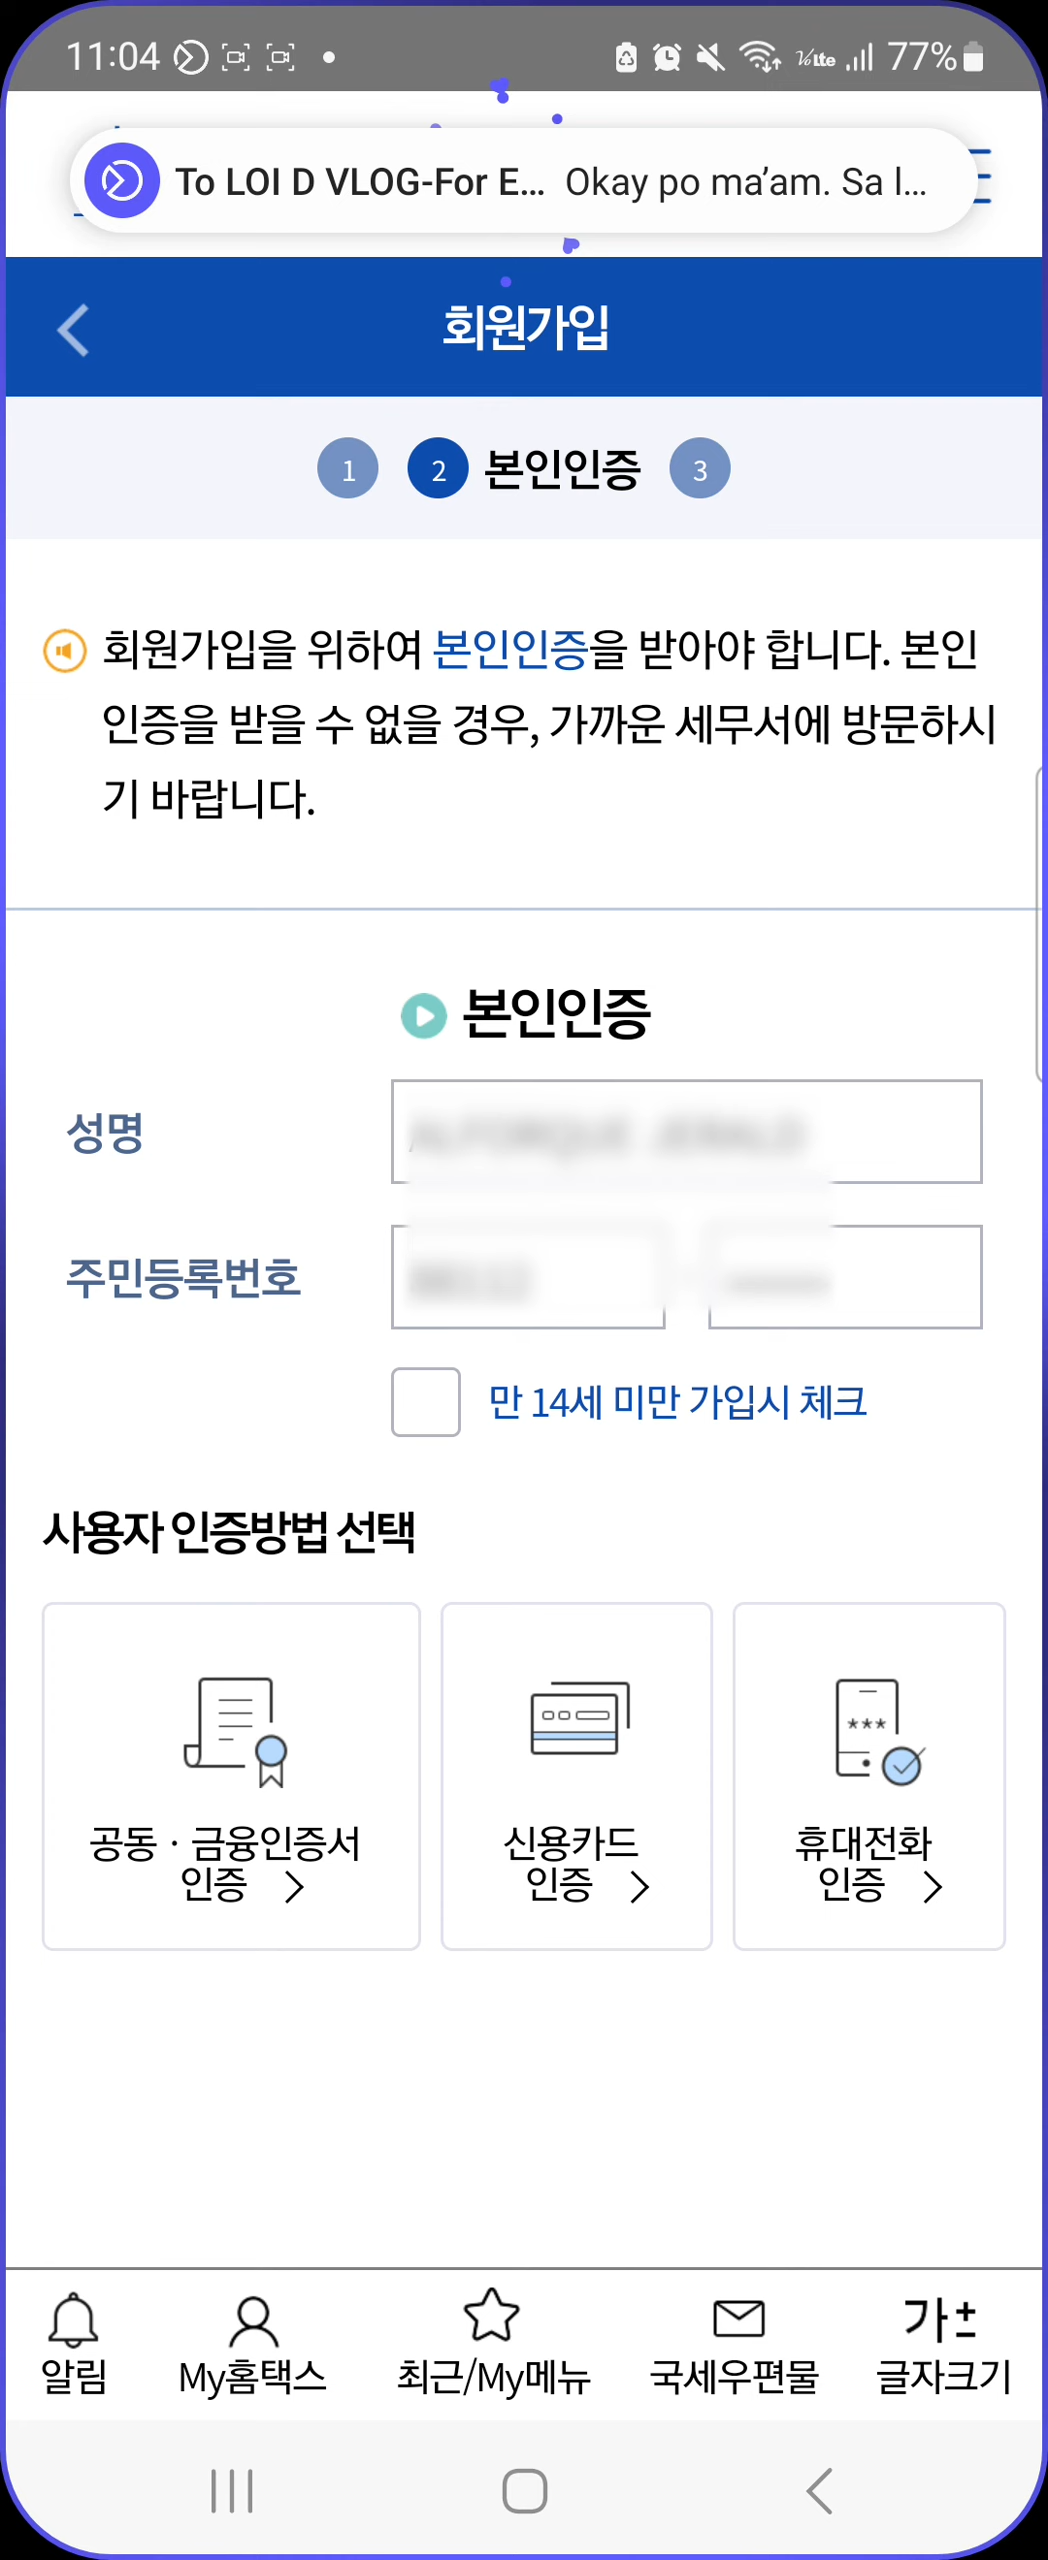 11:04
77%
To LOI D VLOG-For E... Okay po ma'am. Sa l...
회원가입
1 2 본인인증 3
회원가입을 위하여 본인인증을 받아야 합니다. 본인
인증을 받을 수 없을 경우, 가까운 세무서에 방문하시
기 바랍니다.
본인인증
성명
주민등록번호
만 14세 미만 가입시 체크
사용자 인증방법 선택
공동 · 금융인증서
인증
신용카드
인증
휴대전화
인증
알림 My홈택스 최근/My메뉴 국세우편물 글자크기